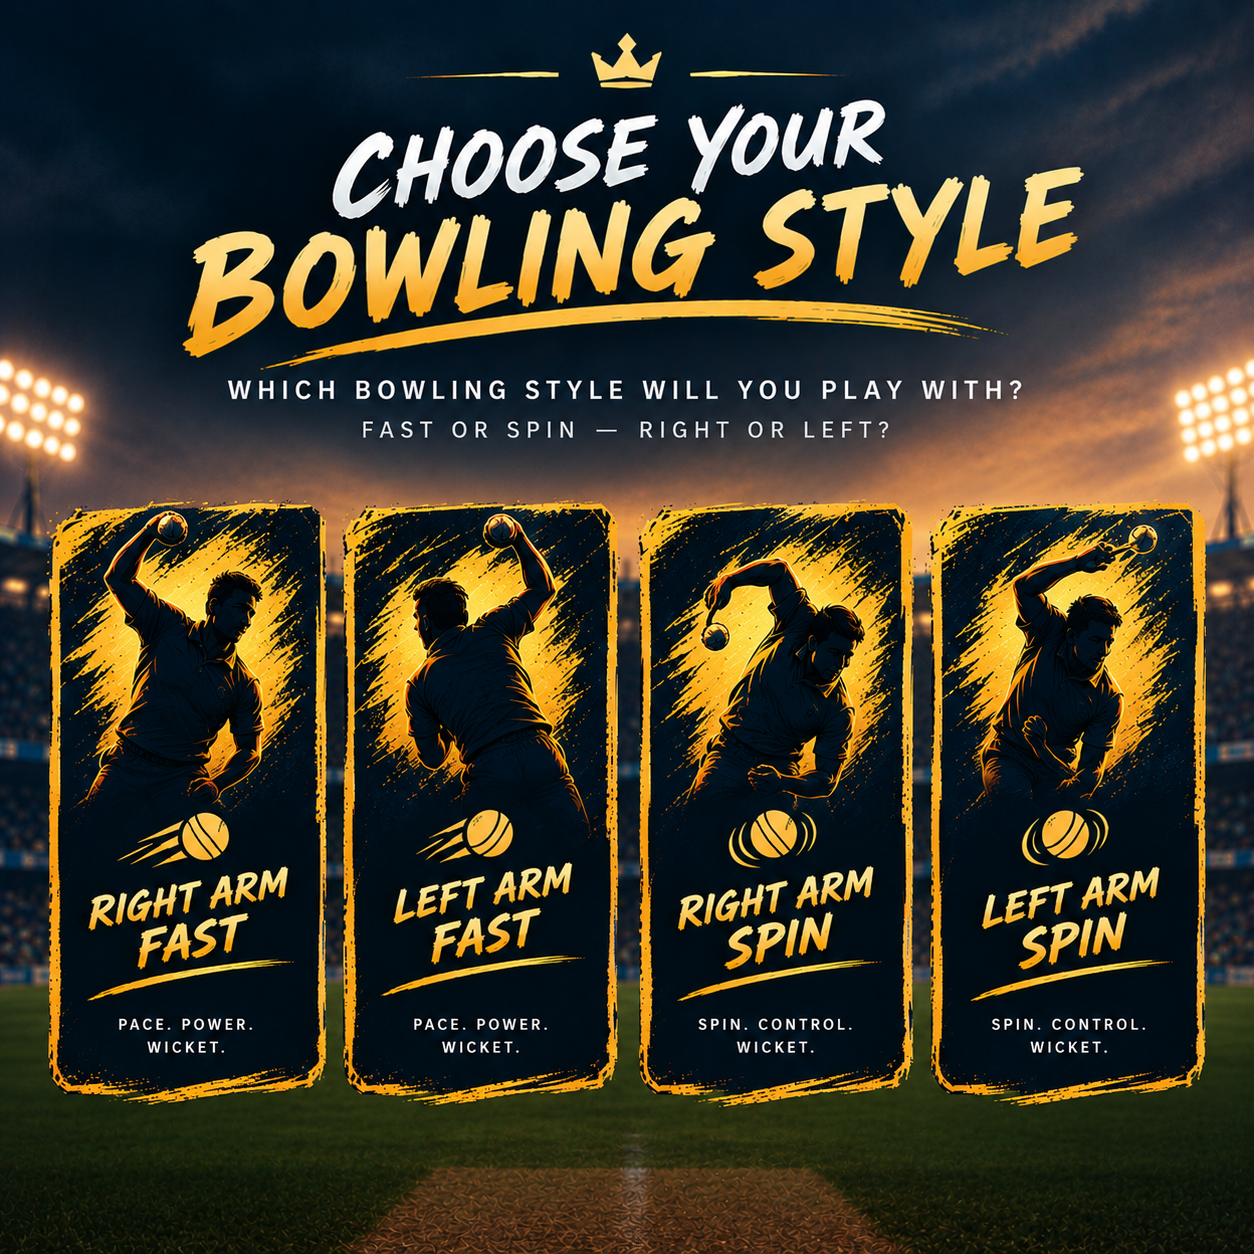 CHOOSE YOUR
BOWLING STYLE
WHICH BOWLING STYLE WILL YOU PLAY WITH?
FAST OR SPIN — RIGHT OR LEFT?
RIGHT ARM
FAST
PACE. POWER.
WICKET.
LEFT ARM
FAST
PACE. POWER.
WICKET.
RIGHT ARM
SPIN
SPIN. CONTROL.
WICKET.
LEFT ARM
SPIN
SPIN. CONTROL.
WICKET.